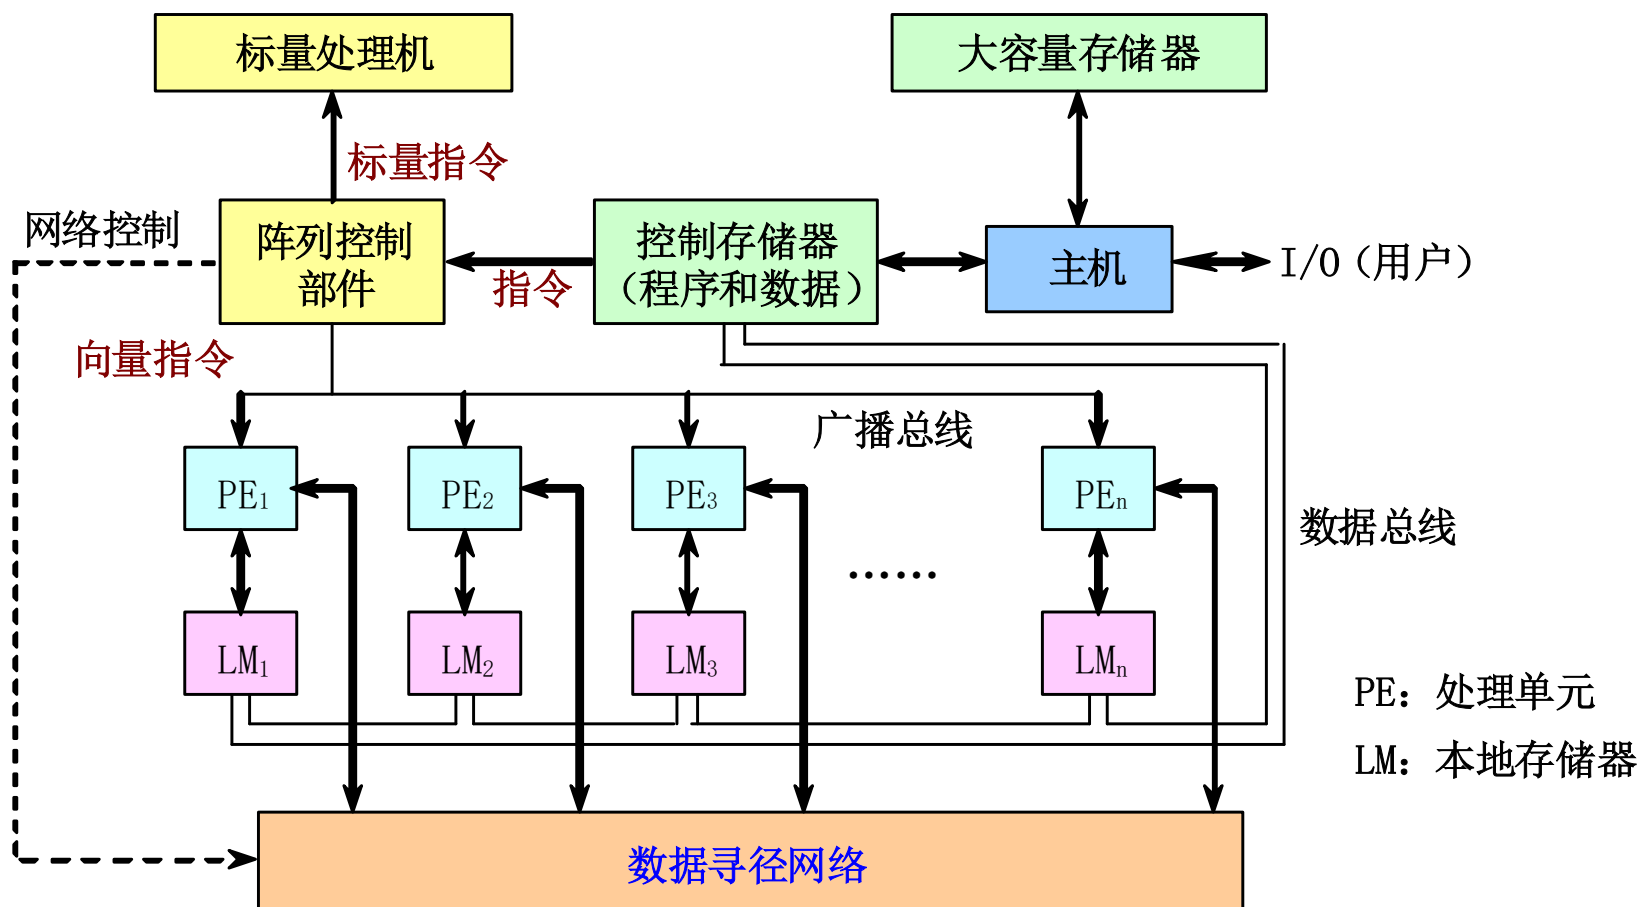 标量处理机
大容量存储器
标量指令
网络控制
阵列控制
部件
控制存储器
（程序和数据）
指令
主机
I/O（用户）
向量指令
广播总线
PE₁
PE₂
PE₃
PEₙ
数据总线
······
LM₁
LM₂
LM₃
LMₙ
PE：处理单元
LM：本地存储器
数据寻径网络